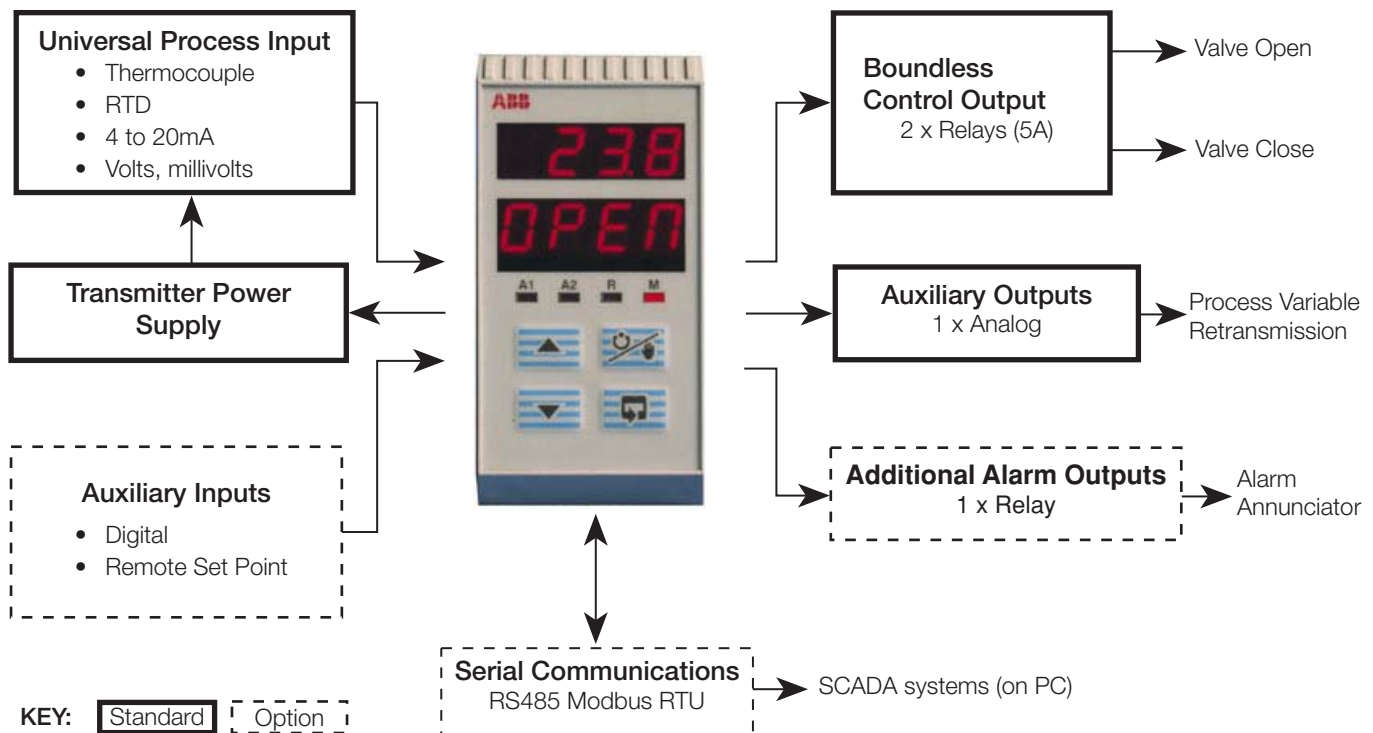 Universal Process Input
• Thermocouple
• RTD
• 4 to 20mA
• Volts, millivolts
Transmitter Power
Supply
Auxiliary Inputs
• Digital
• Remote Set Point
ABB
23.8
OPEN
A1 A2 R M
Boundless
Control Output
2 x Relays (5A)
Valve Open
Valve Close
Auxiliary Outputs
1 x Analog
Process Variable
Retransmission
Additional Alarm Outputs
1 x Relay
Alarm
Annunciator
Serial Communications
RS485 Modbus RTU
SCADA systems (on PC)
KEY: Standard Option